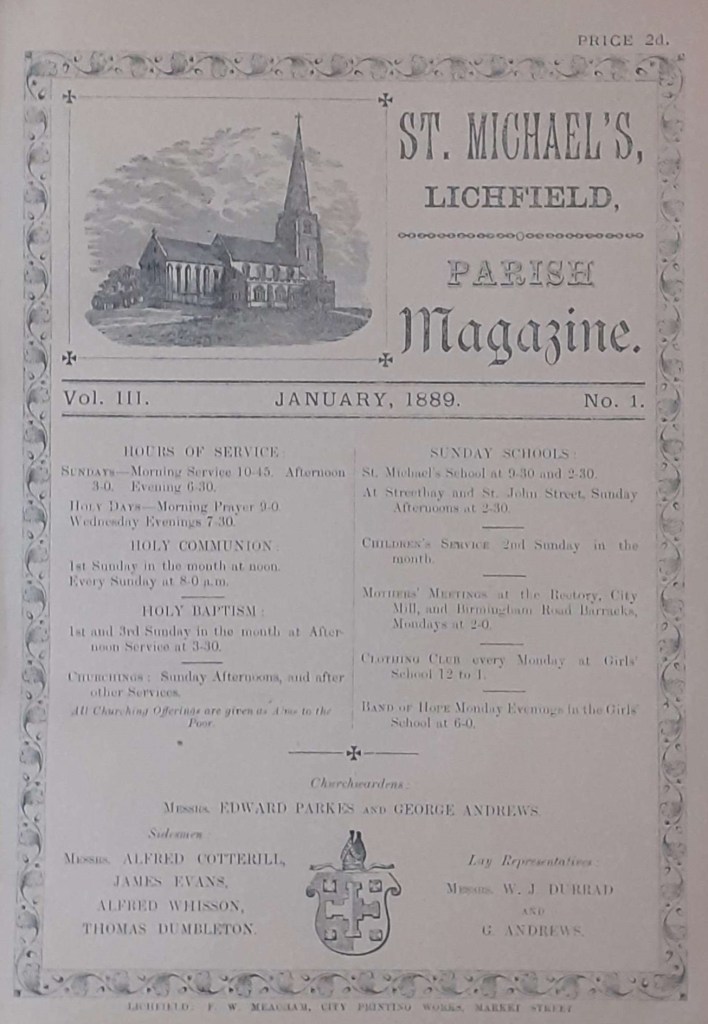 PRICE 2d.
ST. MICHAEL'S,
LICHFIELD,
PARISH
Magazine.
Vol. III. JANUARY, 1889. No. 1.
HOURS OF SERVICE:
SUNDAYS—Morning Service 10-45. Afternoon
3-0. Evening 6-30.
HOLY DAYS—Morning Prayer 9-0.
Wednesday Evenings 7-30.
HOLY COMMUNION:
1st Sunday in the month at noon.
Every Sunday at 8-0 a.m.
HOLY BAPTISM:
1st and 3rd Sunday in the month at After-
noon Service at 3-30.
CHURCHINGS: Sunday Afternoons, and after
other Services.
All Churching Offerings are given as Alms to the
Poor.
SUNDAY SCHOOLS:
St. Michael's School at 9-30 and 2-30.
At Streethay and St. John Street, Sunday
Afternoons at 2-30.
CHILDREN'S SERVICE 2nd Sunday in the
month.
MOTHERS' MEETINGS at the Rectory, City
Mill, and Birmingham Road Barracks,
Mondays at 2-0.
CLOTHING CLUB every Monday at Girls'
School 12 to 1.
BAND OF HOPE Monday Evenings in the Girls'
School at 6-0.
Churchwardens:
MESSRS. EDWARD PARKES AND GEORGE ANDREWS.
Sidesmen:
MESSRS. ALFRED COTTERILL,
JAMES EVANS,
ALFRED WHISSON,
THOMAS DUMBLETON.
Lay Representatives:
MESSRS. W. J. DURRAD
AND
G. ANDREWS.
LICHFIELD: F. W. MEACHAM, CITY PRINTING WORKS, MARKET STREET